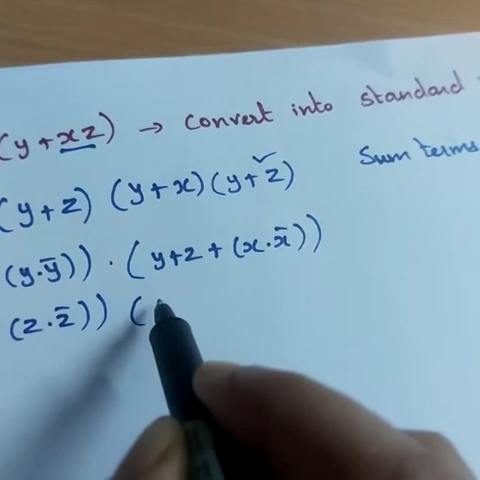 (y + xz) → Convert into standard
(y + z) (y + x) (y + z) Sum terms
(y.ȳ)) . (y + z + (x.x̄))
(z.z̄)) (